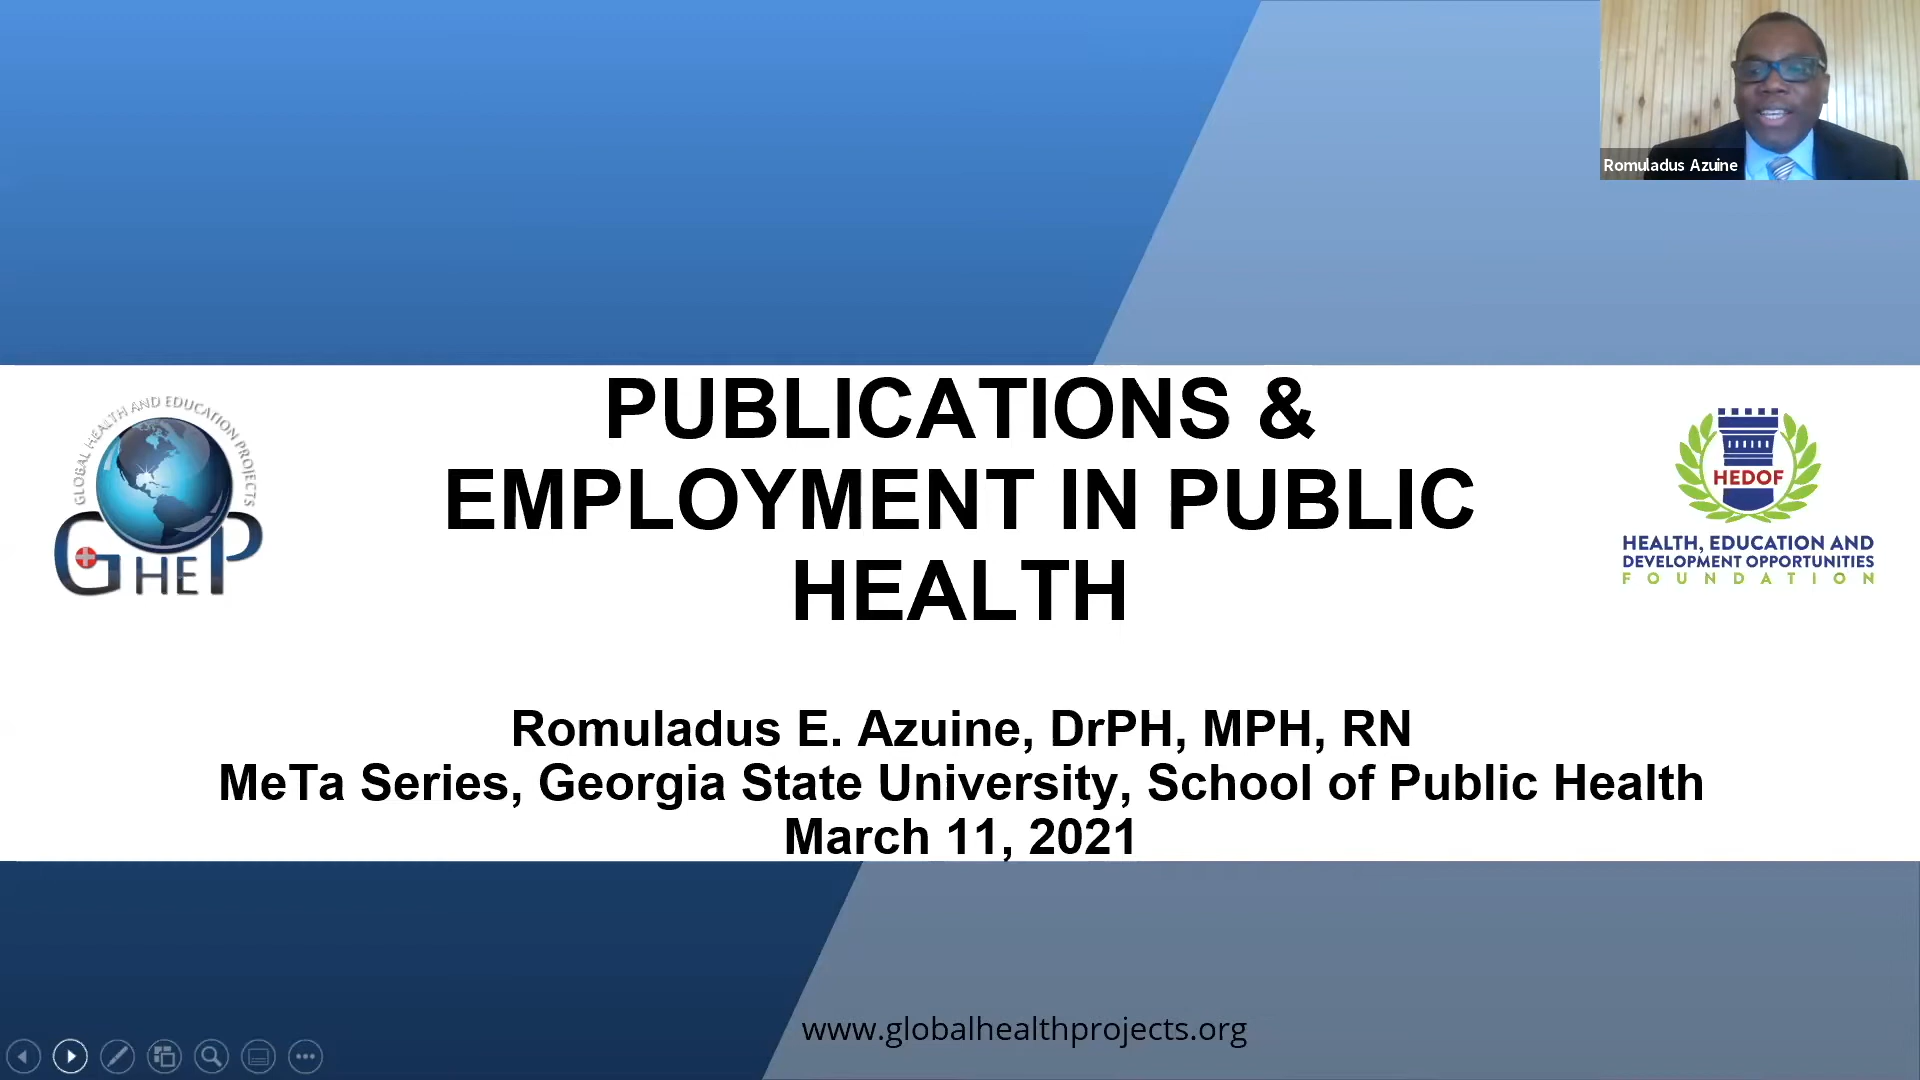 Romuladus Azuine
PUBLICATIONS &
EMPLOYMENT IN PUBLIC
HEALTH
GLOBAL HEALTH AND EDUCATION PROJECTS
GHEP
HEDOF
HEALTH, EDUCATION AND
DEVELOPMENT OPPORTUNITIES
FOUNDATION
Romuladus E. Azuine, DrPH, MPH, RN
MeTa Series, Georgia State University, School of Public Health
March 11, 2021
www.globalhealthprojects.org